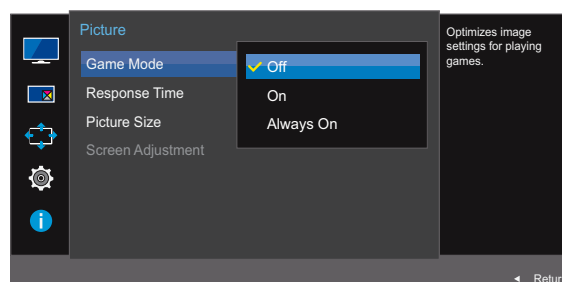 Picture
Game Mode
Off
Response Time
On
Picture Size
Always On
Screen Adjustment
Optimizes image
settings for playing
games.